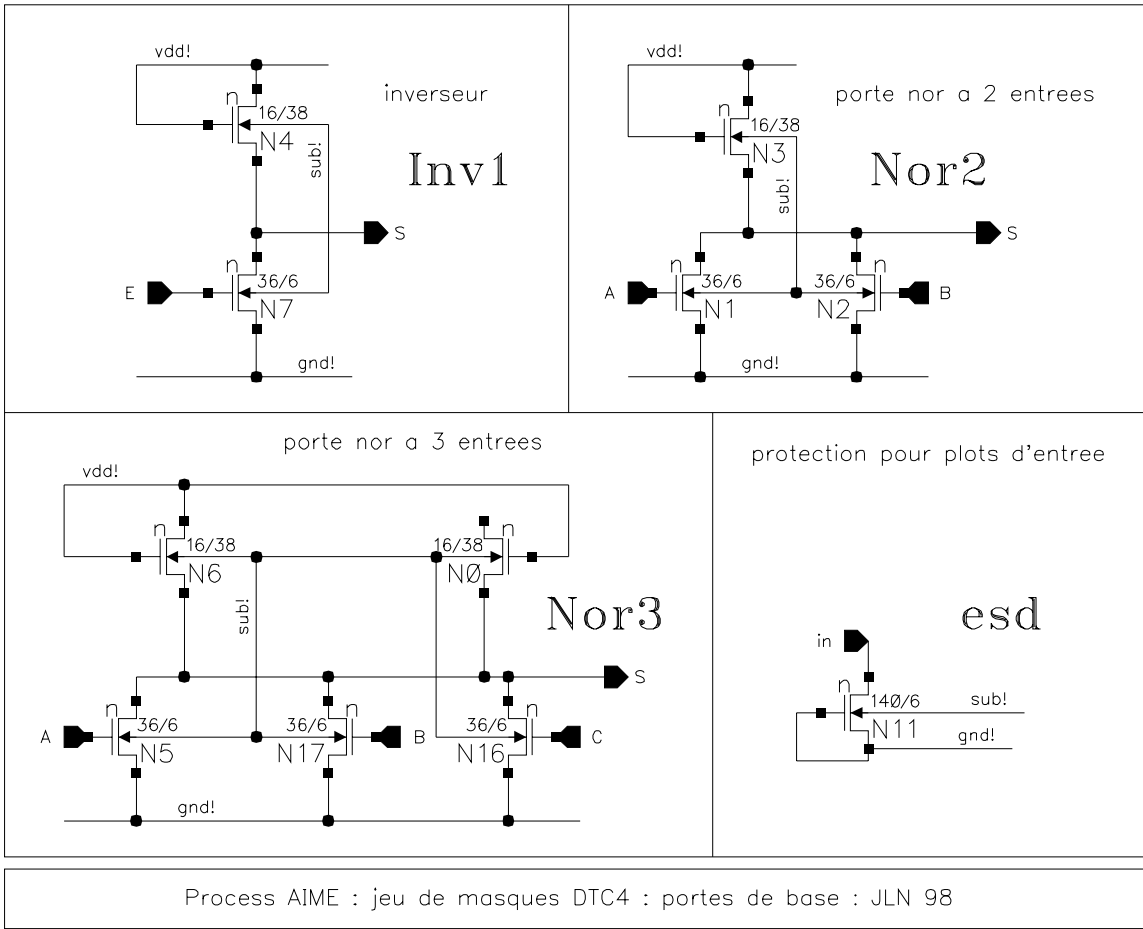 vdd!
inverseur
n
16/38
N4
sub!
Inv1
S
n
E
36/6
N7
gnd!
vdd!
porte nor a 2 entrees
n
16/38
N3
sub!
Nor2
S
n
n
A
36/6
36/6
B
N1
N2
gnd!
porte nor a 3 entrees
vdd!
n
n
16/38
16/38
N6
NØ
sub!
Nor3
S
n
n
n
A
36/6
36/6
B
36/6
C
N5
N17
N16
gnd!
protection pour plots d'entree
esd
in
n
14Ø/6
sub!
N11
gnd!
Process AIME : jeu de masques DTC4 : portes de base : JLN 98